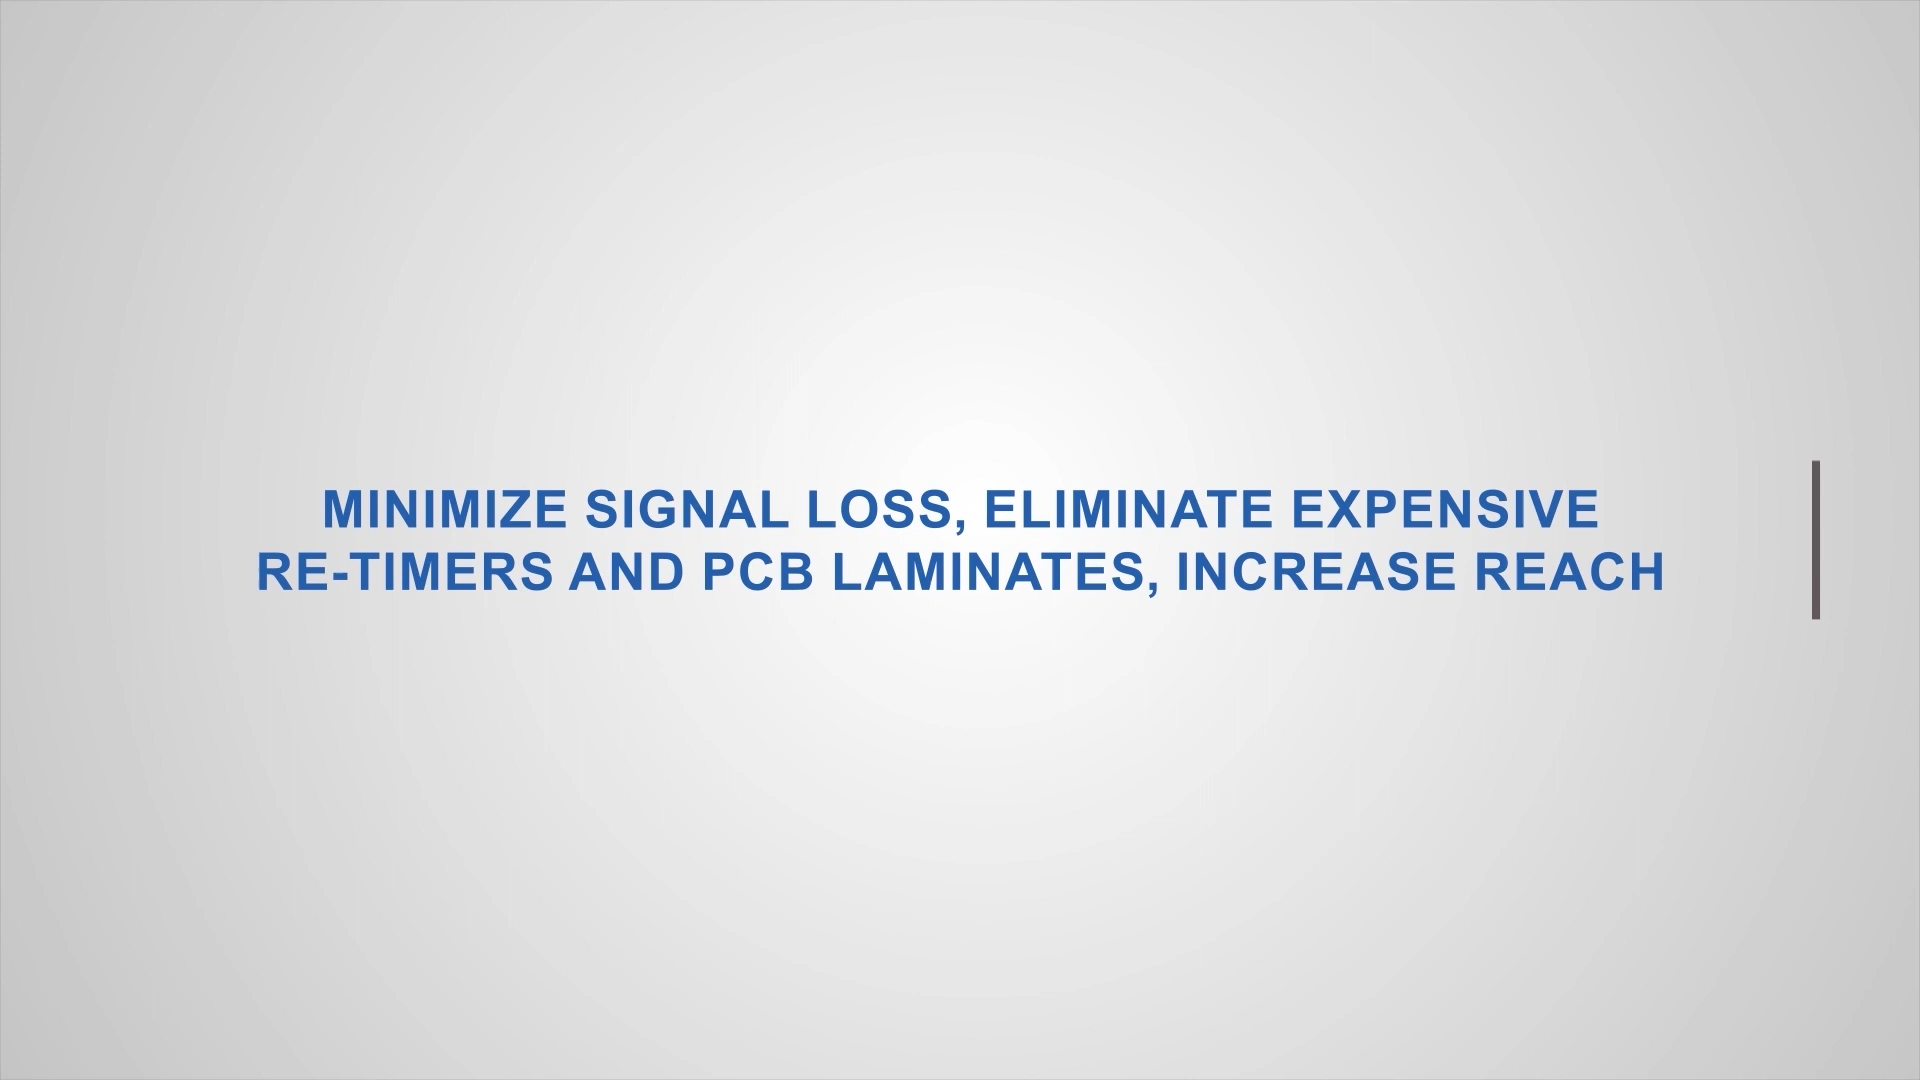 MINIMIZE SIGNAL LOSS, ELIMINATE EXPENSIVE
RE-TIMERS AND PCB LAMINATES, INCREASE REACH